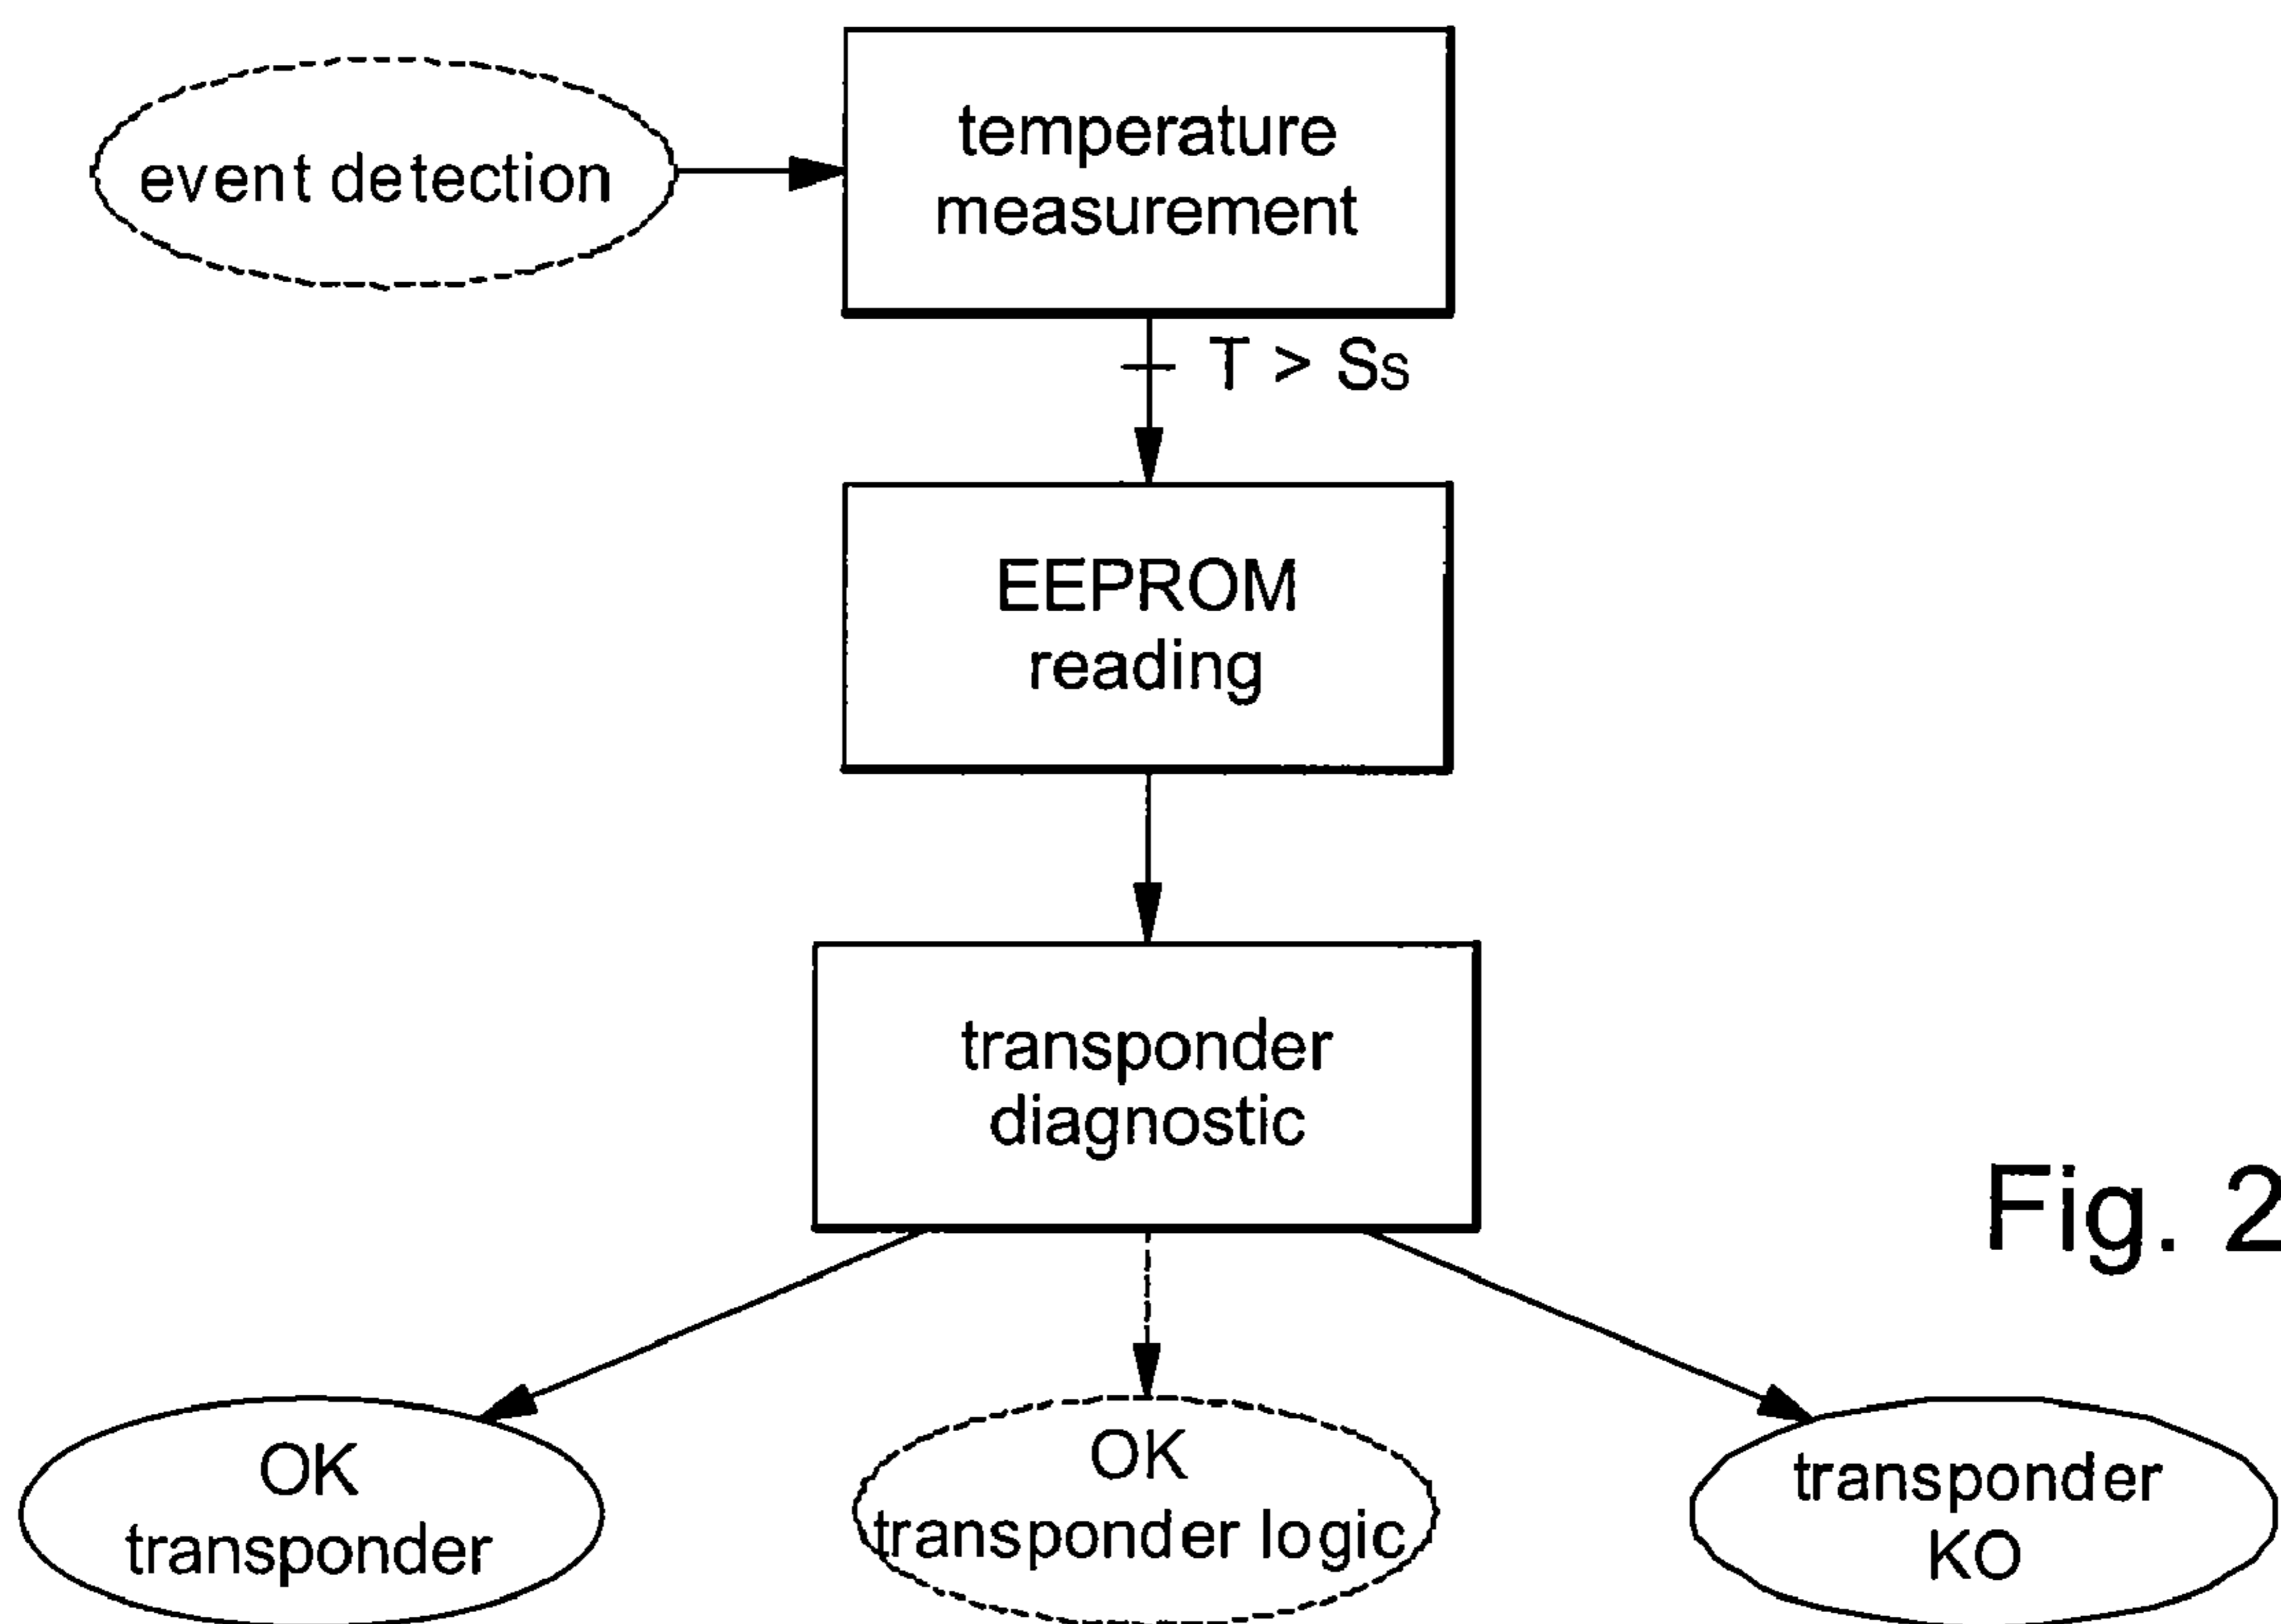 event detection
temperature
measurement
T > Ss
EEPROM
reading
transponder
diagnostic
Fig. 2
OK
transponder
OK
transponder logic
transponder
KO